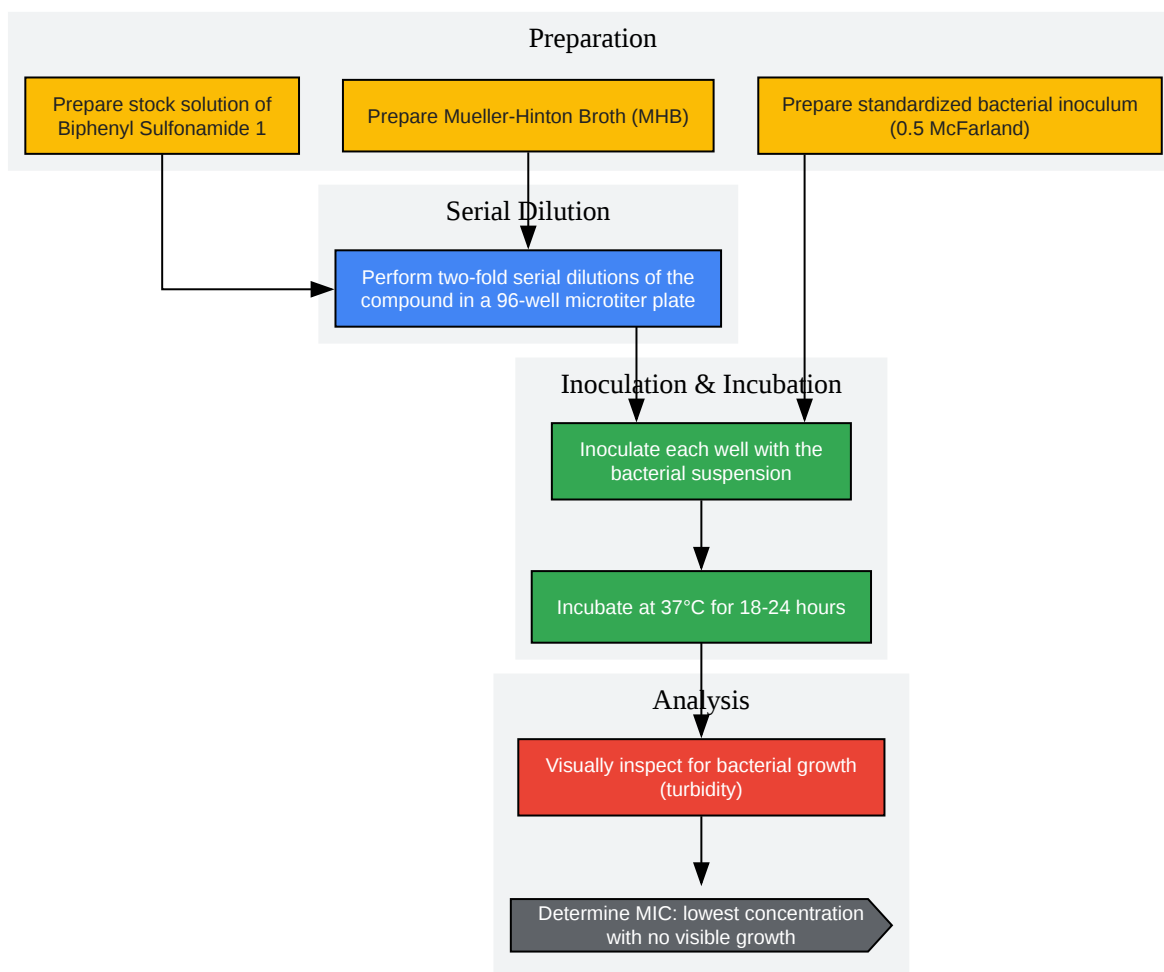 Preparation
Prepare stock solution of
Biphenyl Sulfonamide 1
Prepare Mueller-Hinton Broth (MHB)
Prepare standardized bacterial inoculum
(0.5 McFarland)
Serial Dilution
Perform two-fold serial dilutions of the
compound in a 96-well microtiter plate
Inoculation & Incubation
Inoculate each well with the
bacterial suspension
Incubate at 37°C for 18-24 hours
Analysis
Visually inspect for bacterial growth
(turbidity)
Determine MIC: lowest concentration
with no visible growth